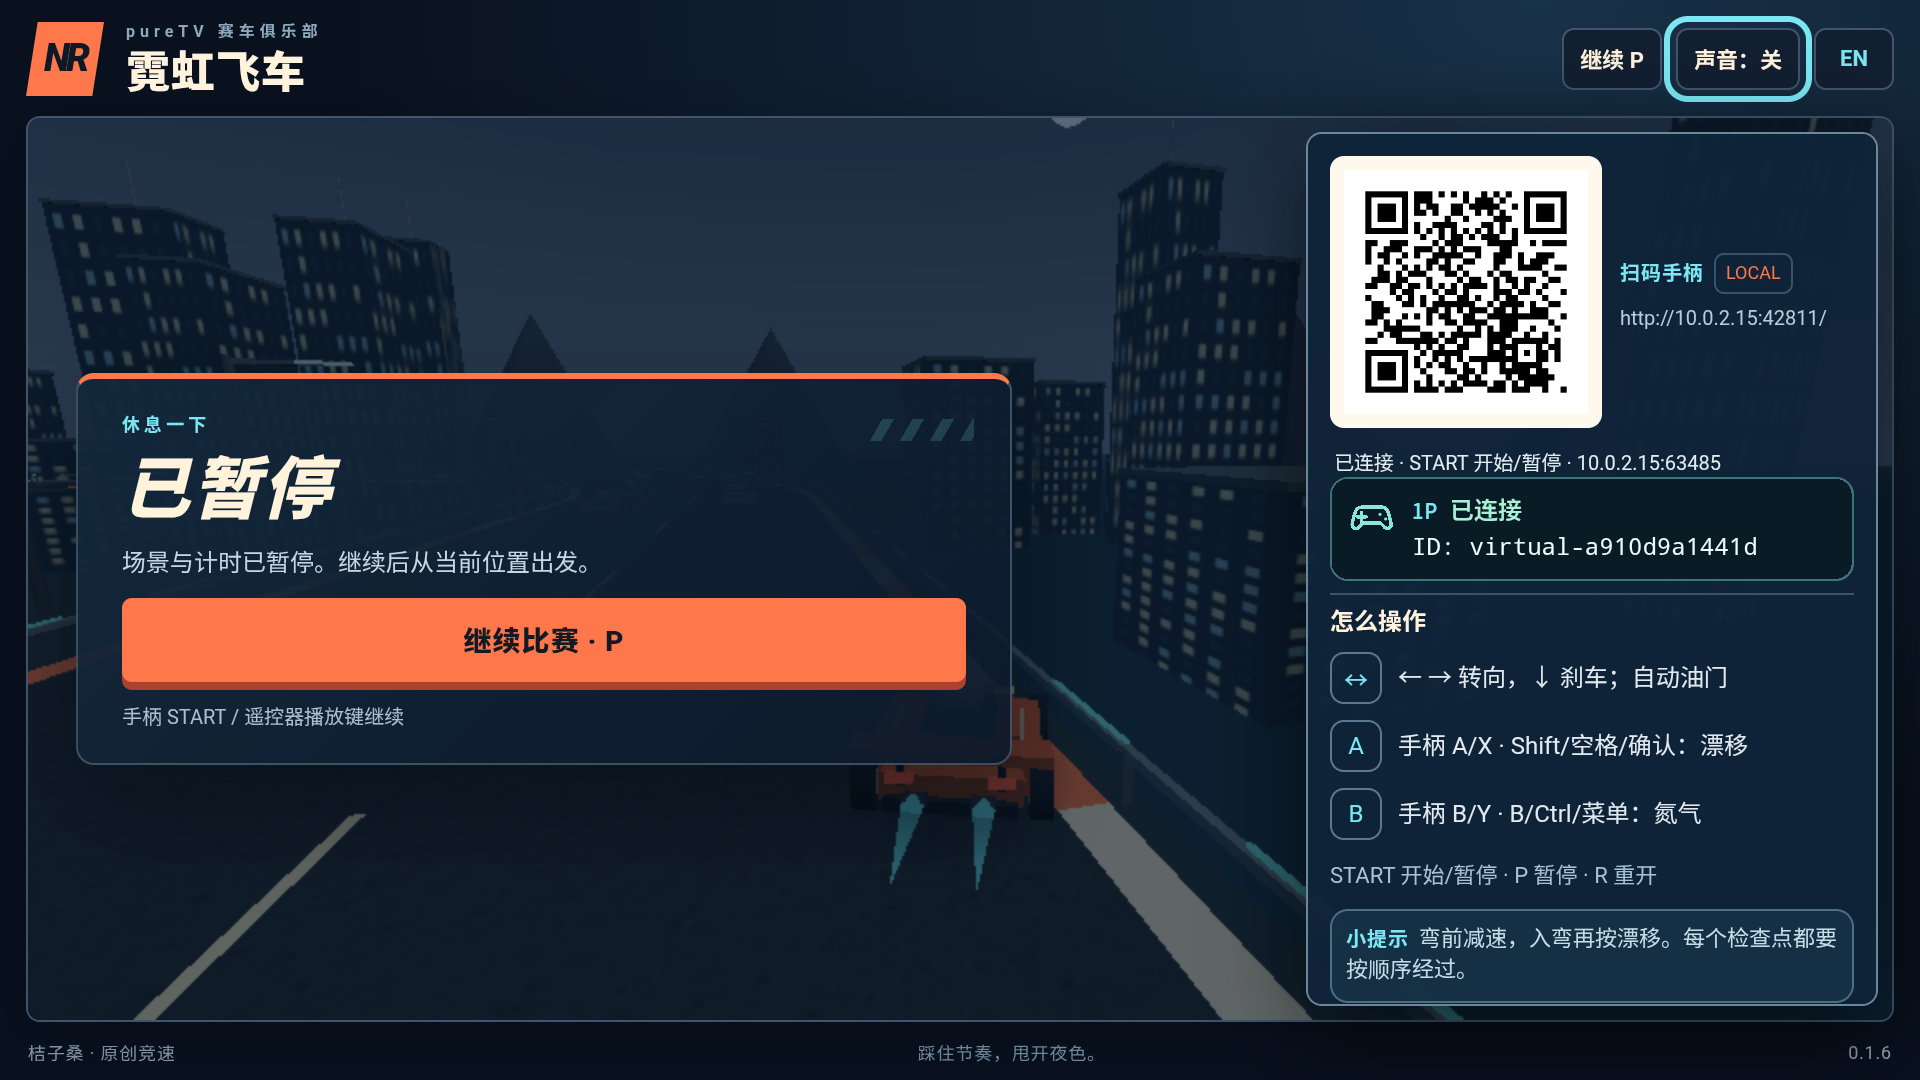 NR
pureTV 赛车俱乐部
霓虹飞车
继续 P
声音：关
EN
休息一下
已暂停
场景与计时已暂停。继续后从当前位置出发。
继续比赛 · P
手柄 START / 遥控器播放键继续
扫码手柄 LOCAL
http://10.0.2.15:42811/
已连接 · START 开始/暂停 · 10.0.2.15:63485
1P 已连接
ID: virtual-a910d9a1441d
怎么操作
↔ ←→ 转向，↓ 刹车；自动油门
A 手柄 A/X · Shift/空格/确认：漂移
B 手柄 B/Y · B/Ctrl/菜单：氮气
START 开始/暂停 · P 暂停 · R 重开
小提示 弯前减速，入弯再按漂移。每个检查点都要
按顺序经过。
桔子桑 · 原创竞速
踩住节奏，甩开夜色。
0.1.6